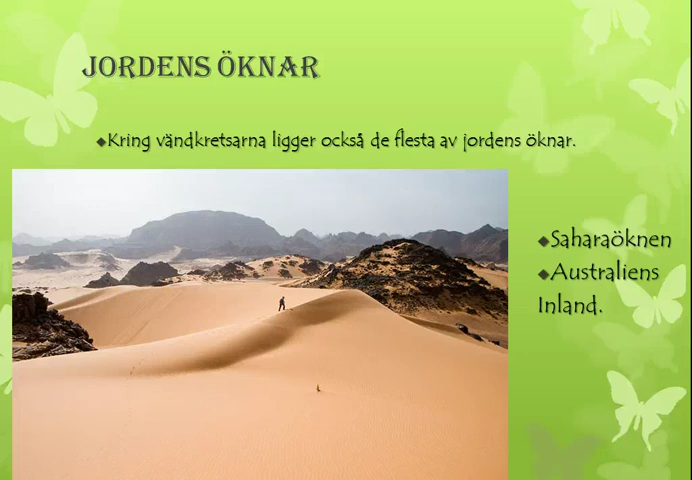 JORDENS ÖKNAR
Kring vändkretsarna ligger också de flesta av jordens öknar.
Saharaöknen
Australiens
Inland.